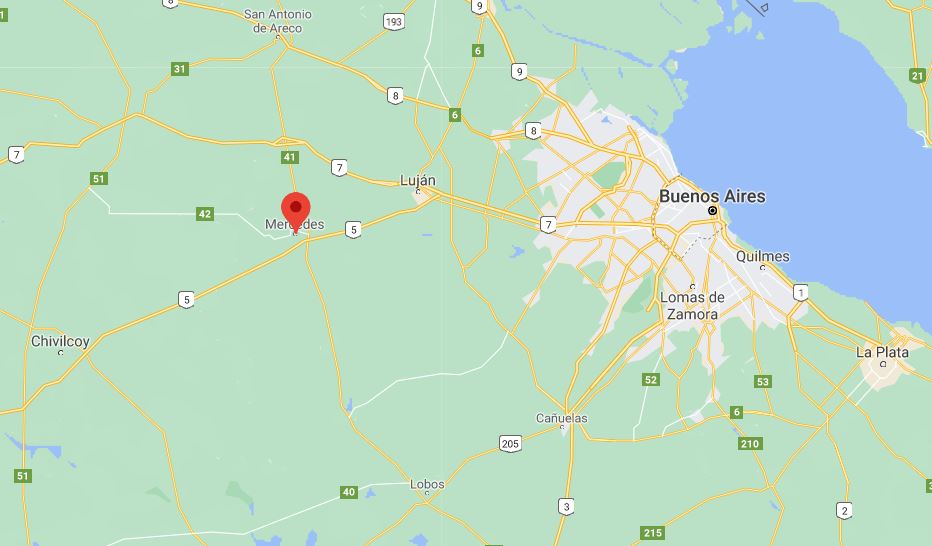 8
San Antonio
de Areco
193
9
6
9
31
21
8
6
8
7
41
7
51
Luján
Buenos Aires
42
Mercedes
5
7
Quilmes
5
1
Lomas de
Zamora
Chivilcoy
La Plata
52
53
6
Cañuelas
205
210
51
Lobos
40
3
2
215